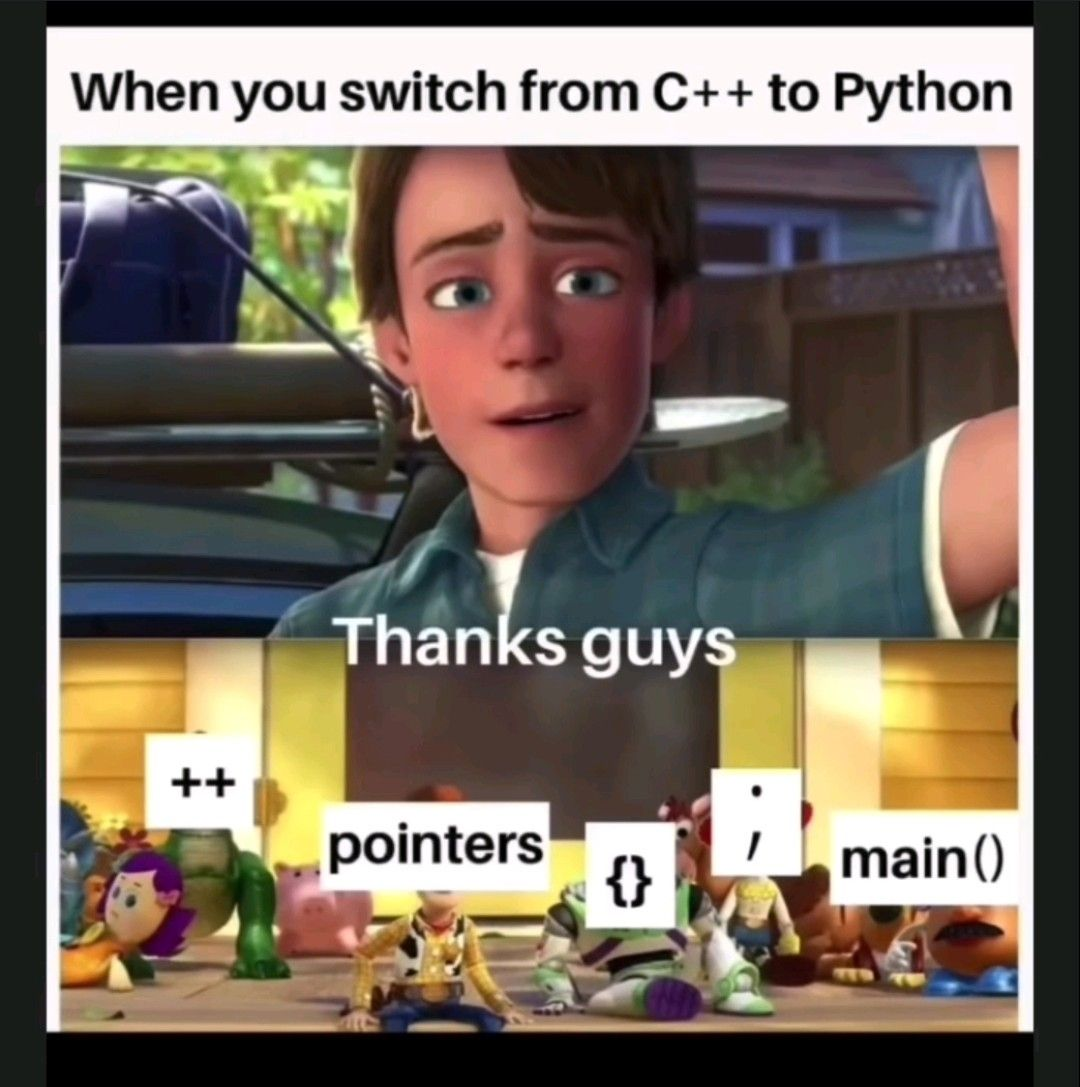 When you switch from C++ to Python
Thanks guys
++
pointers
{}
;
main()